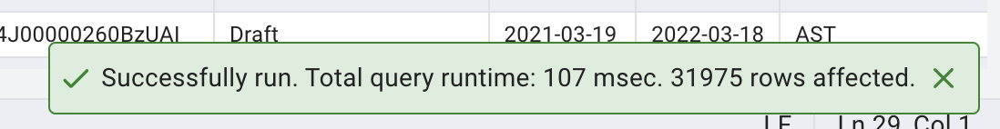 4J00000260BzUAI Draft 2021-03-19 2022-03-18 AST
Successfully run. Total query runtime: 107 msec. 31975 rows affected.
LF Ln 29, Col 1